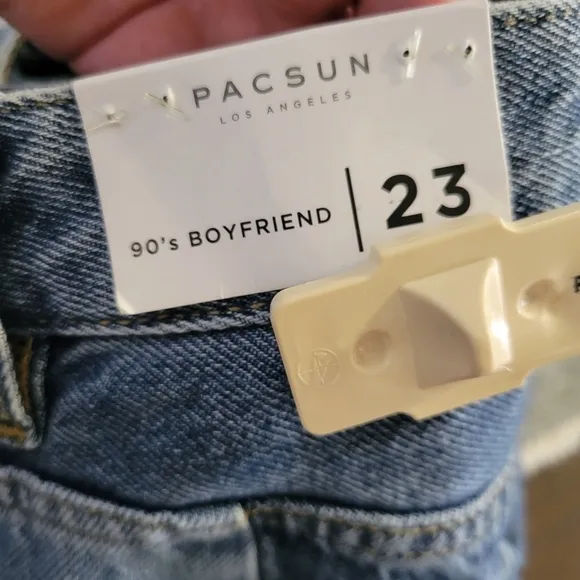 PACSUN
LOS ANGELES
90's BOYFRIEND | 23